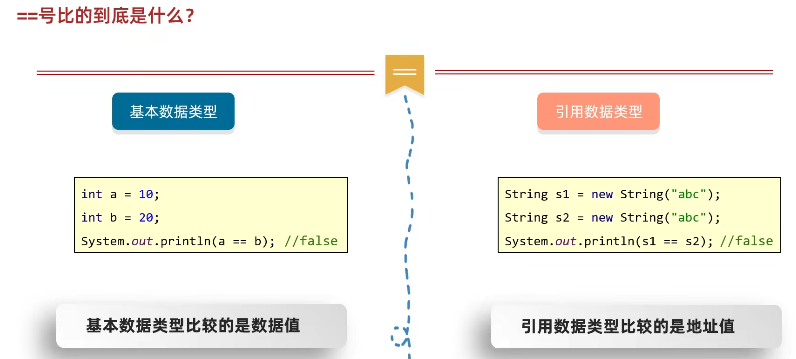 ==号比的到底是什么?
基本数据类型
引用数据类型
int a = 10;
int b = 20;
System.out.println(a == b); //false
String s1 = new String("abc");
String s2 = new String("abc");
System.out.println(s1 == s2); //false
基本数据类型比较的是数据值
引用数据类型比较的是地址值